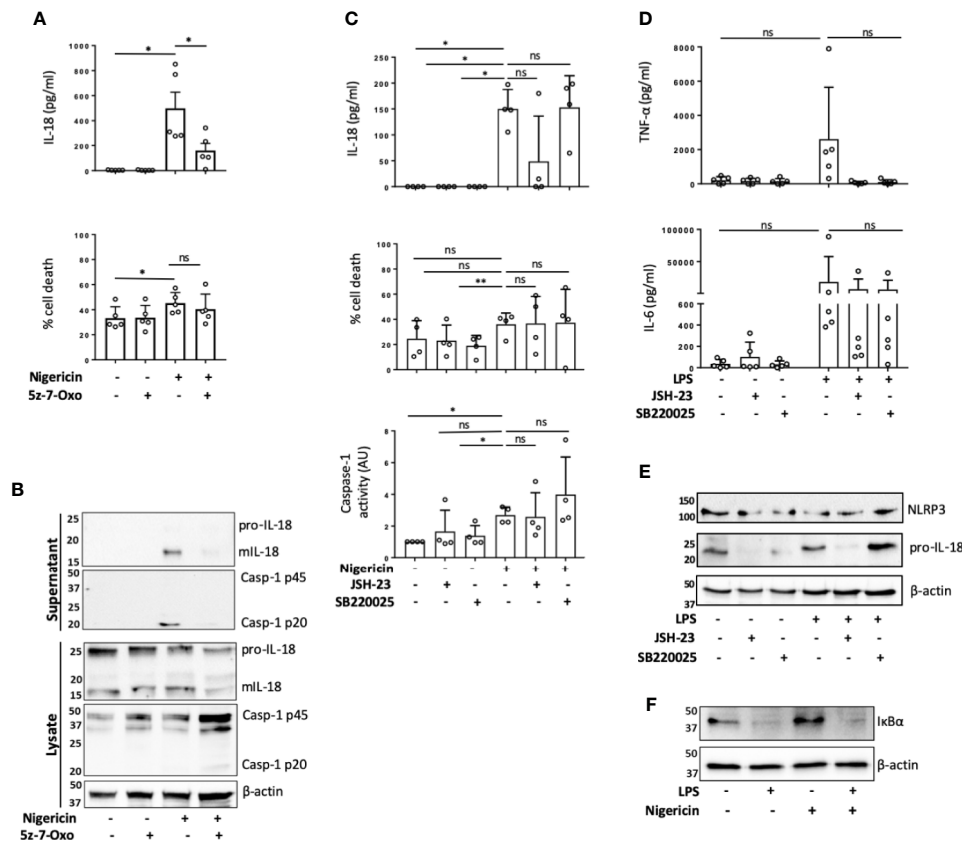 A
* *
IL-18 (pg/ml)
1000
800
600
400
200
0
ns
*
% cell death
100
80
60
40
20
0
Nigericin - - + +
5z-7-Oxo - + - +
B
Supernatant
25
20
15
pro-IL-18
mIL-18
50
37
25
20
Casp-1 p45
Casp-1 p20
Lysate
25
20
15
pro-IL-18
mIL-18
50
37
25
20
Casp-1 p45
Casp-1 p20
50
37
β-actin
Nigericin - - + +
5z-7-Oxo - + - +
C
* ns
*
* ns
IL-18 (pg/ml)
250
200
150
100
50
0
ns
ns ns
** ns
% cell death
100
80
60
40
20
0
*
ns ns
* ns
Caspase-1
activity (AU)
8
6
4
2
0
Nigericin - - - + + +
JSH-23 - + - - + -
SB220025 - - + - - +
D
ns ns
TNF-α (pg/ml)
8000
6000
4000
2000
0
ns ns
IL-6 (pg/ml)
100000
50000
600
400
200
0
LPS - - - + + +
JSH-23 - + - - + -
SB220025 - - + - - +
E
150
100
NLRP3
25
20
15
pro-IL-18
50
37
β-actin
LPS - - - + + +
JSH-23 - + - - + -
SB220025 - - + - - +
F
50
37
IκBα
50
37
β-actin
LPS - + - +
Nigericin - - + +